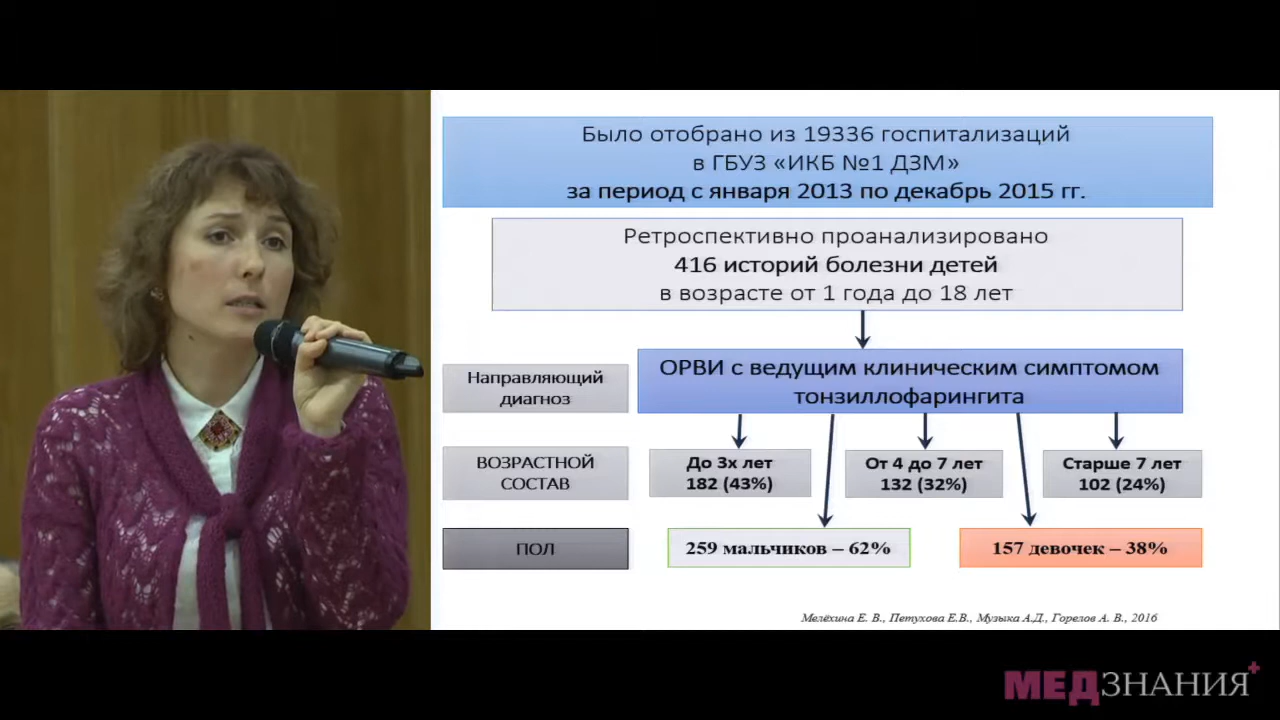 Было отобрано из 19336 госпитализаций
в ГБУЗ «ИКБ №1 ДЗМ»
за период с января 2013 по декабрь 2015 гг.
Ретроспективно проанализировано
416 историй болезни детей
в возрасте от 1 года до 18 лет
Направляющий
диагноз
ОРВИ с ведущим клиническим симптомом
тонзиллофарингита
ВОЗРАСТНОЙ
СОСТАВ
До 3х лет
182 (43%)
От 4 до 7 лет
132 (32%)
Старше 7 лет
102 (24%)
ПОЛ
259 мальчиков – 62%
157 девочек – 38%
Мелёхина Е. В., Петухова Е.В., Музыка А.Д., Горелов А. В., 2016
МЕДЗНАНИЯ+